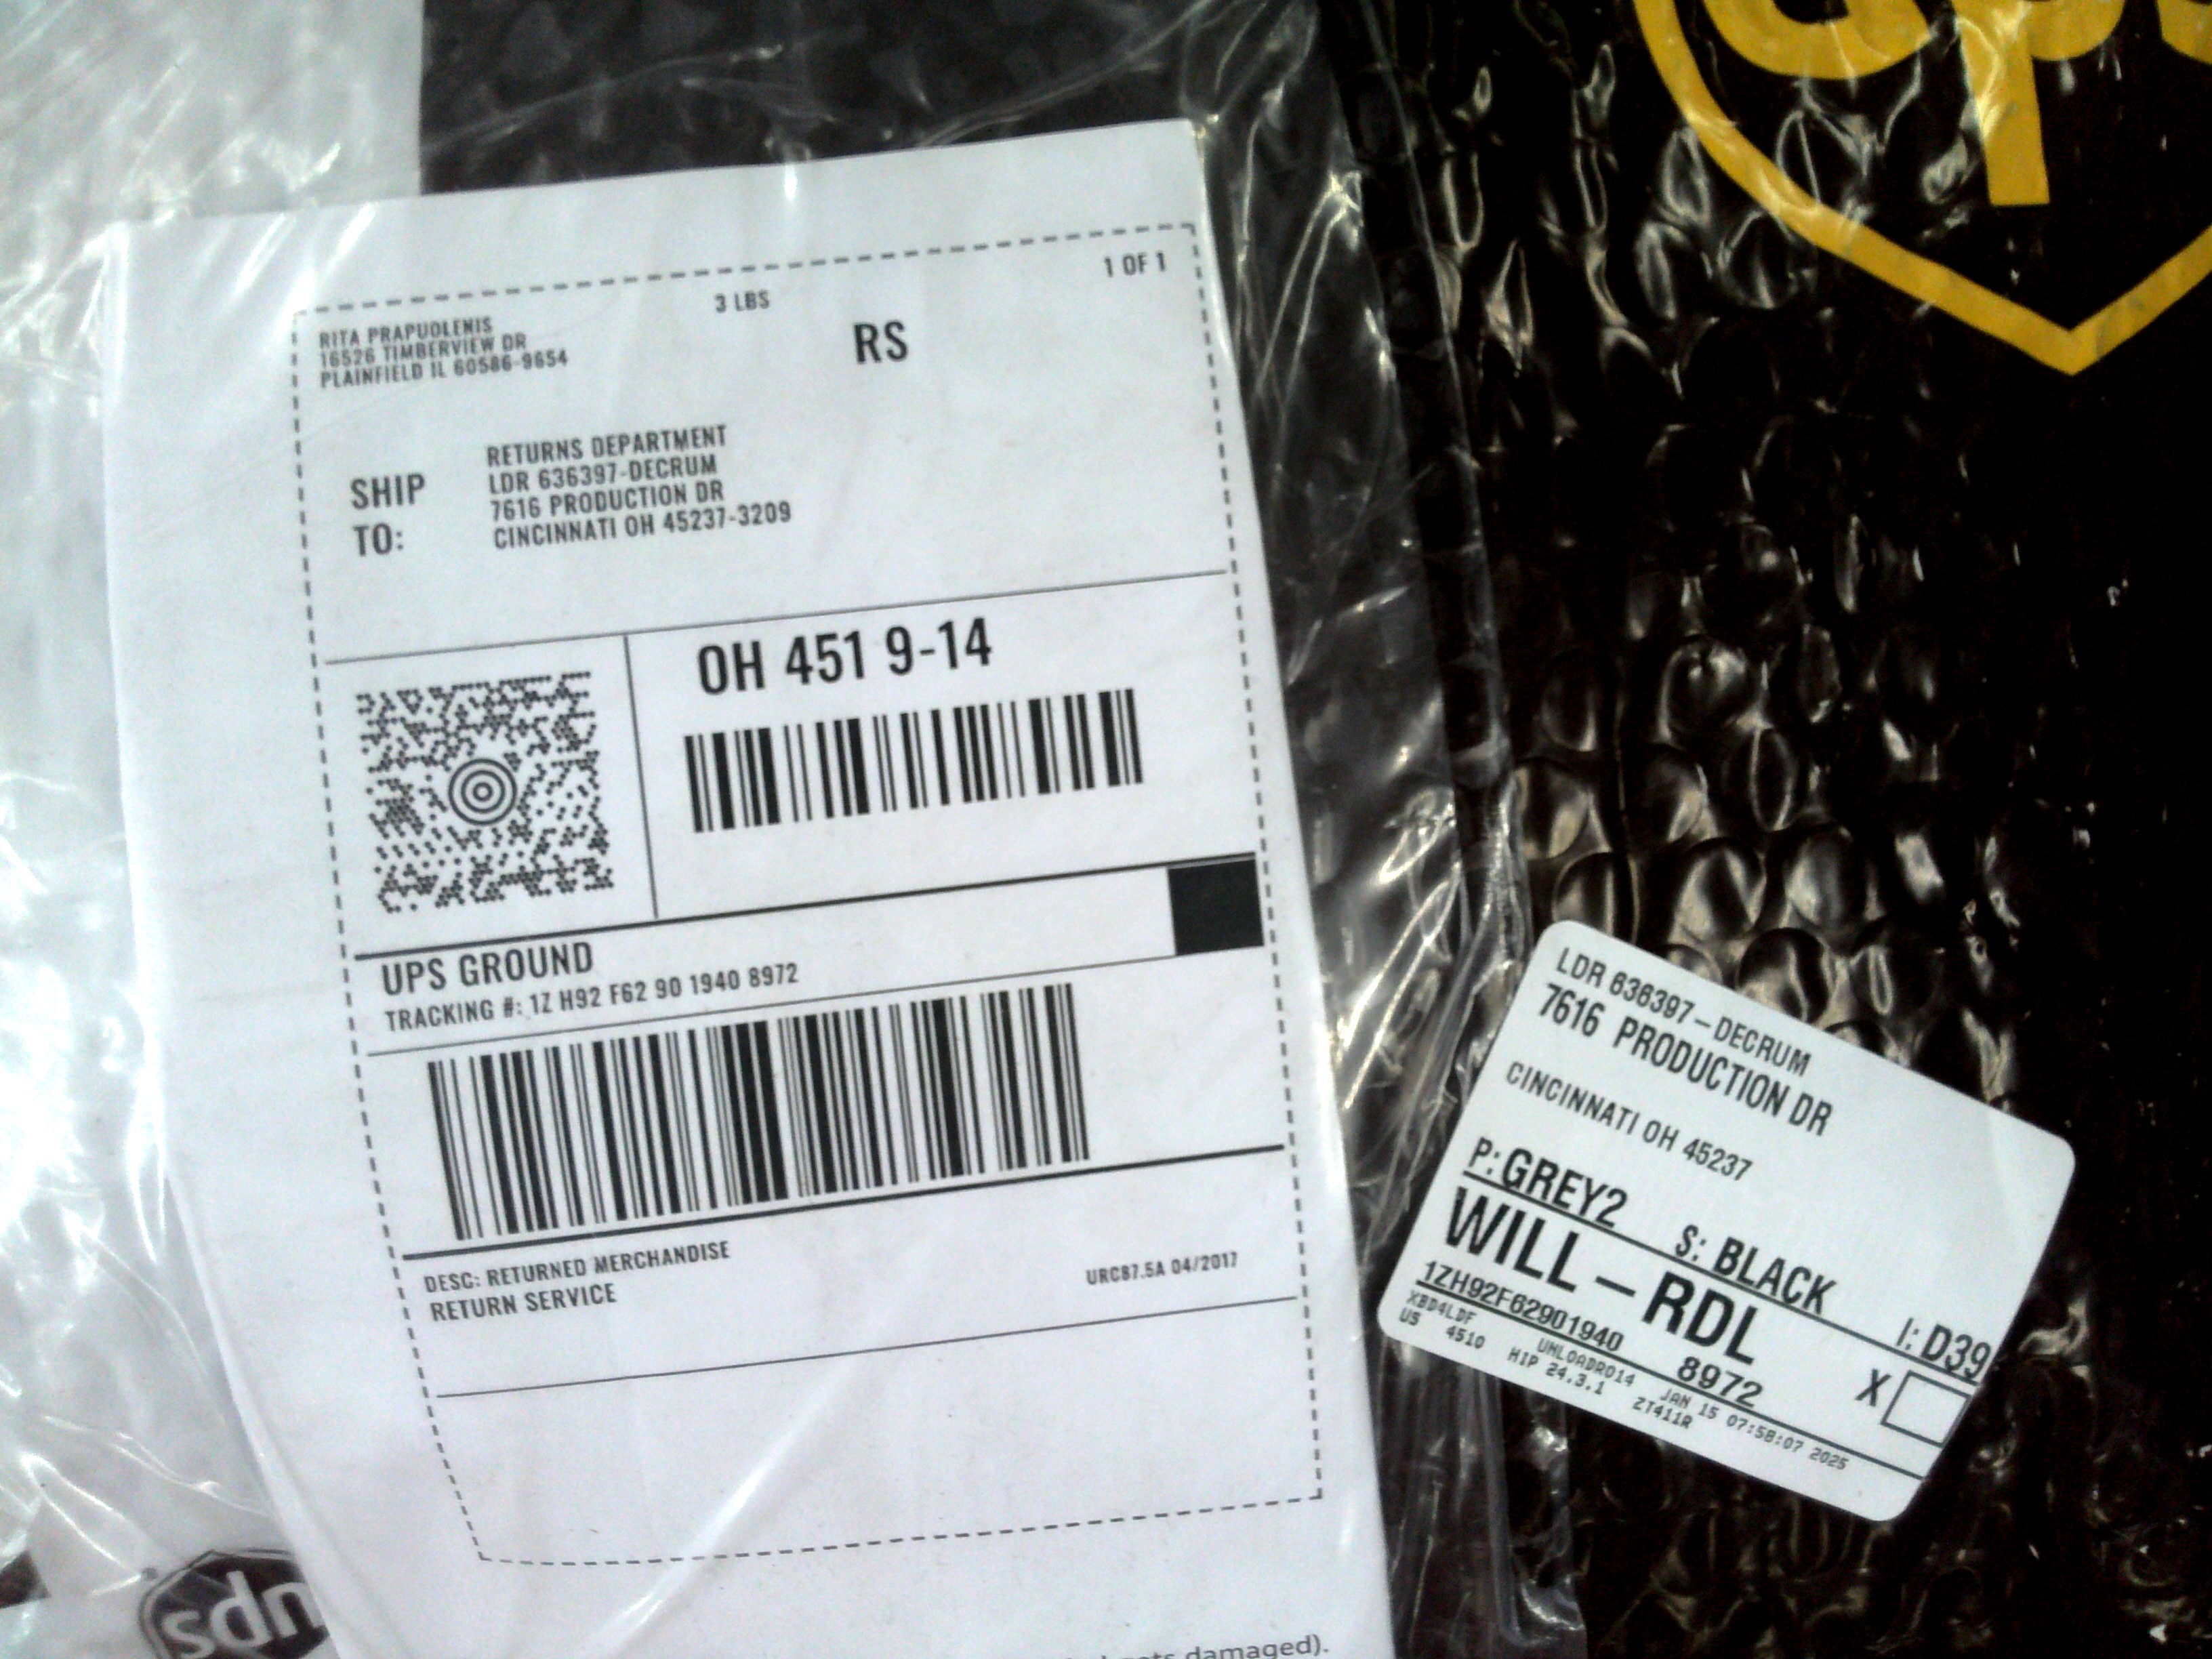 1 OF 1
3 LBS
RS
RITA PRAPUOLENIS
16526 TIMBERVIEW DR
PLAINFIELD IL 60586-9654
SHIP
TO:
RETURNS DEPARTMENT
LDR 636397-DECRUM
7616 PRODUCTION DR
CINCINNATI OH 45237-3209
OH 451 9-14
UPS GROUND
TRACKING #: 1Z H92 F62 90 1940 8972
DESC: RETURNED MERCHANDISE
RETURN SERVICE
URC87.5A 04/2017
damaged).
ups
ups
LDR 636397-DECRUM
7616 PRODUCTION DR
CINCINNATI OH 45237
P: GREY2 S: BLACK I: D39
WILL-RDL
X
1ZH92F62901940 8972
XBD4LDF UNLOADRD14 JAN 15 07:58:07 2025
US 4510 HIP 24.3.1 ZT411R